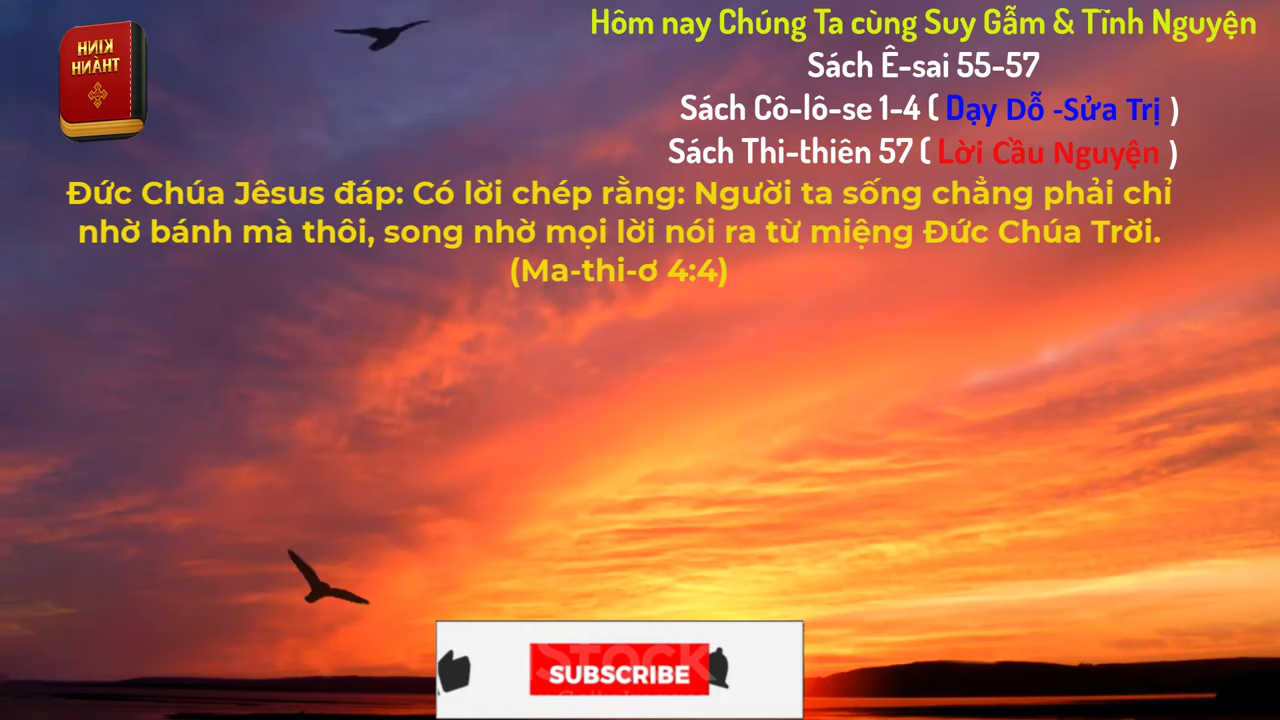 KINH
THÁNH
Hôm nay Chúng Ta cùng Suy Gẫm & Tĩnh Nguyện
Sách Ê-sai 55-57
Sách Cô-lô-se 1-4 ( Dạy Dỗ -Sửa Trị )
Sách Thi-thiên 57 ( Lời Cầu Nguyện )
Đức Chúa Jêsus đáp: Có lời chép rằng: Người ta sống chẳng phải chỉ
nhờ bánh mà thôi, song nhờ mọi lời nói ra từ miệng Đức Chúa Trời.
(Ma-thi-ơ 4:4)
SUBSCRIBE